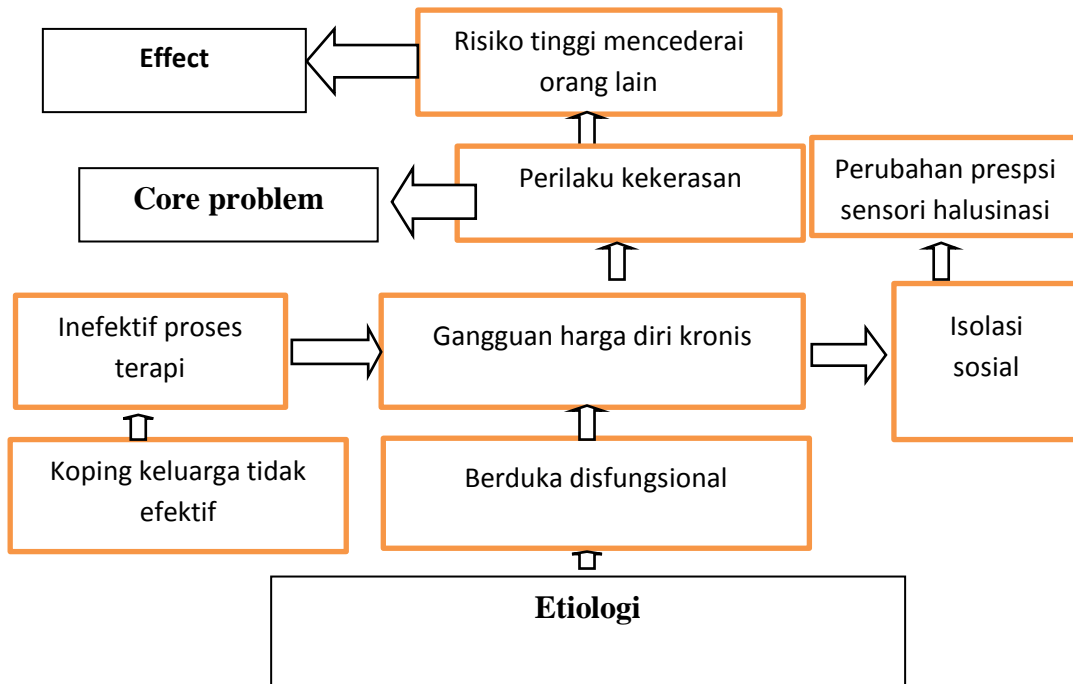 Effect
Risiko tinggi mencederai
orang lain
Core problem
Perilaku kekerasan
Perubahan prespsi
sensori halusinasi
Inefektif proses
terapi
Gangguan harga diri kronis
Isolasi
sosial
Koping keluarga tidak
efektif
Berduka disfungsional
Etiologi